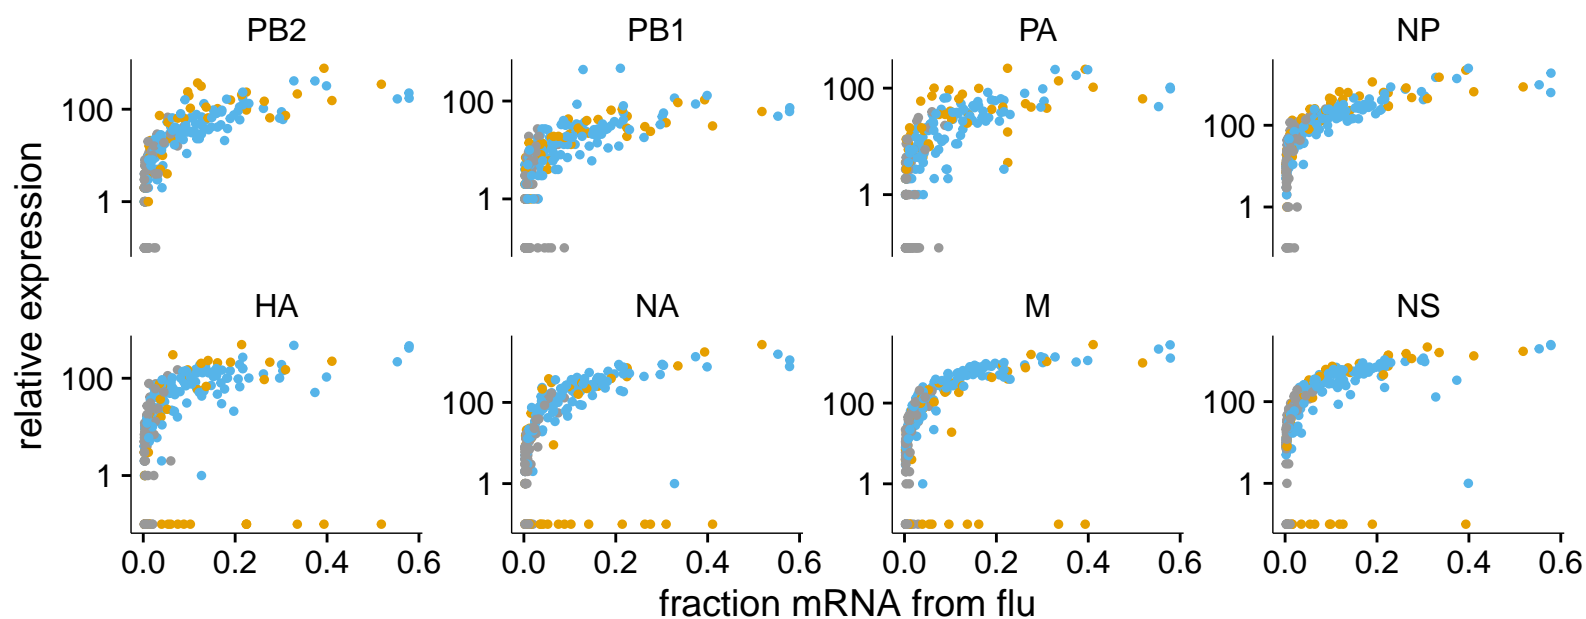 PB2 PB1 PA NP
100 100 100 100
1 1 1 1
HA NA M NS
100 100 100 100
1 1 1 1
0.0 0.2 0.4 0.6 0.0 0.2 0.4 0.6 0.0 0.2 0.4 0.6 0.0 0.2 0.4 0.6
fraction mRNA from flu
relative expression